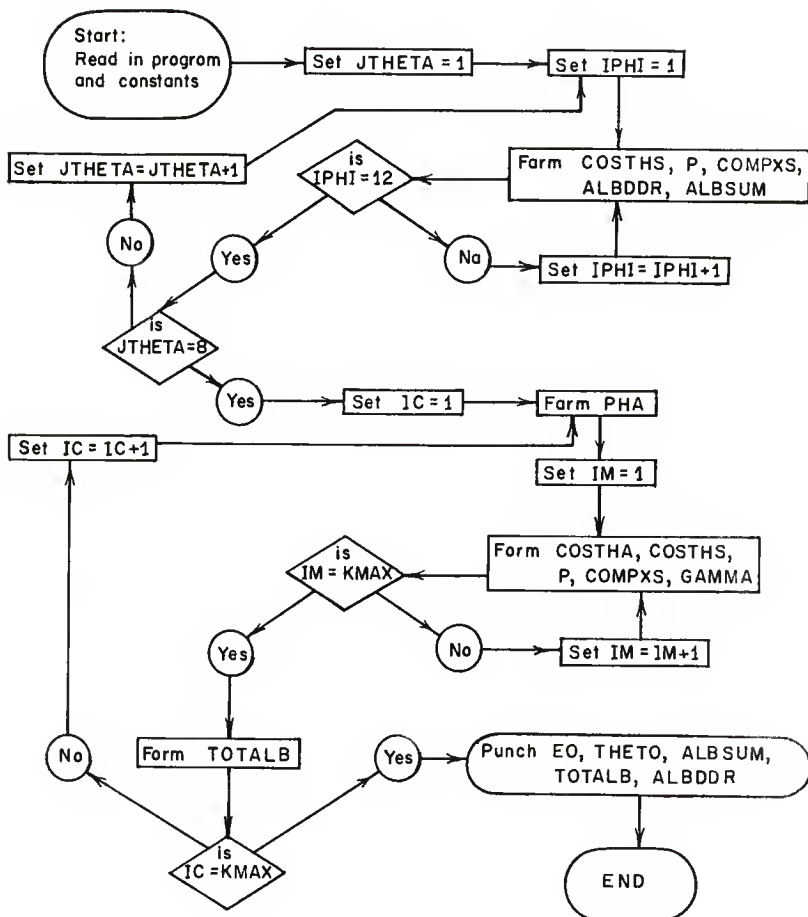 Start:
Read in progrom
and constants
Set JTHETA = 1
Set IPHI = 1
Set JTHETA=JTHETA+1
is
IPHI=12
Farm COSTHS, P, COMPXS,
ALBDDR, ALBSUM
No
Yes
Na
Set IPHI=IPHI+1
is
JTHETA=8
Yes
Set IC=1
Farm PHA
Set IC=IC+1
Set IM=1
is
IM=KMAX
Form COSTHA, COSTHS,
P, COMPXS, GAMMA
Yes
No
Set IM=IM+1
No
Form TOTALB
Yes
Punch EO, THETO, ALBSUM,
TOTALB, ALBDDR
is
IC=KMAX
END